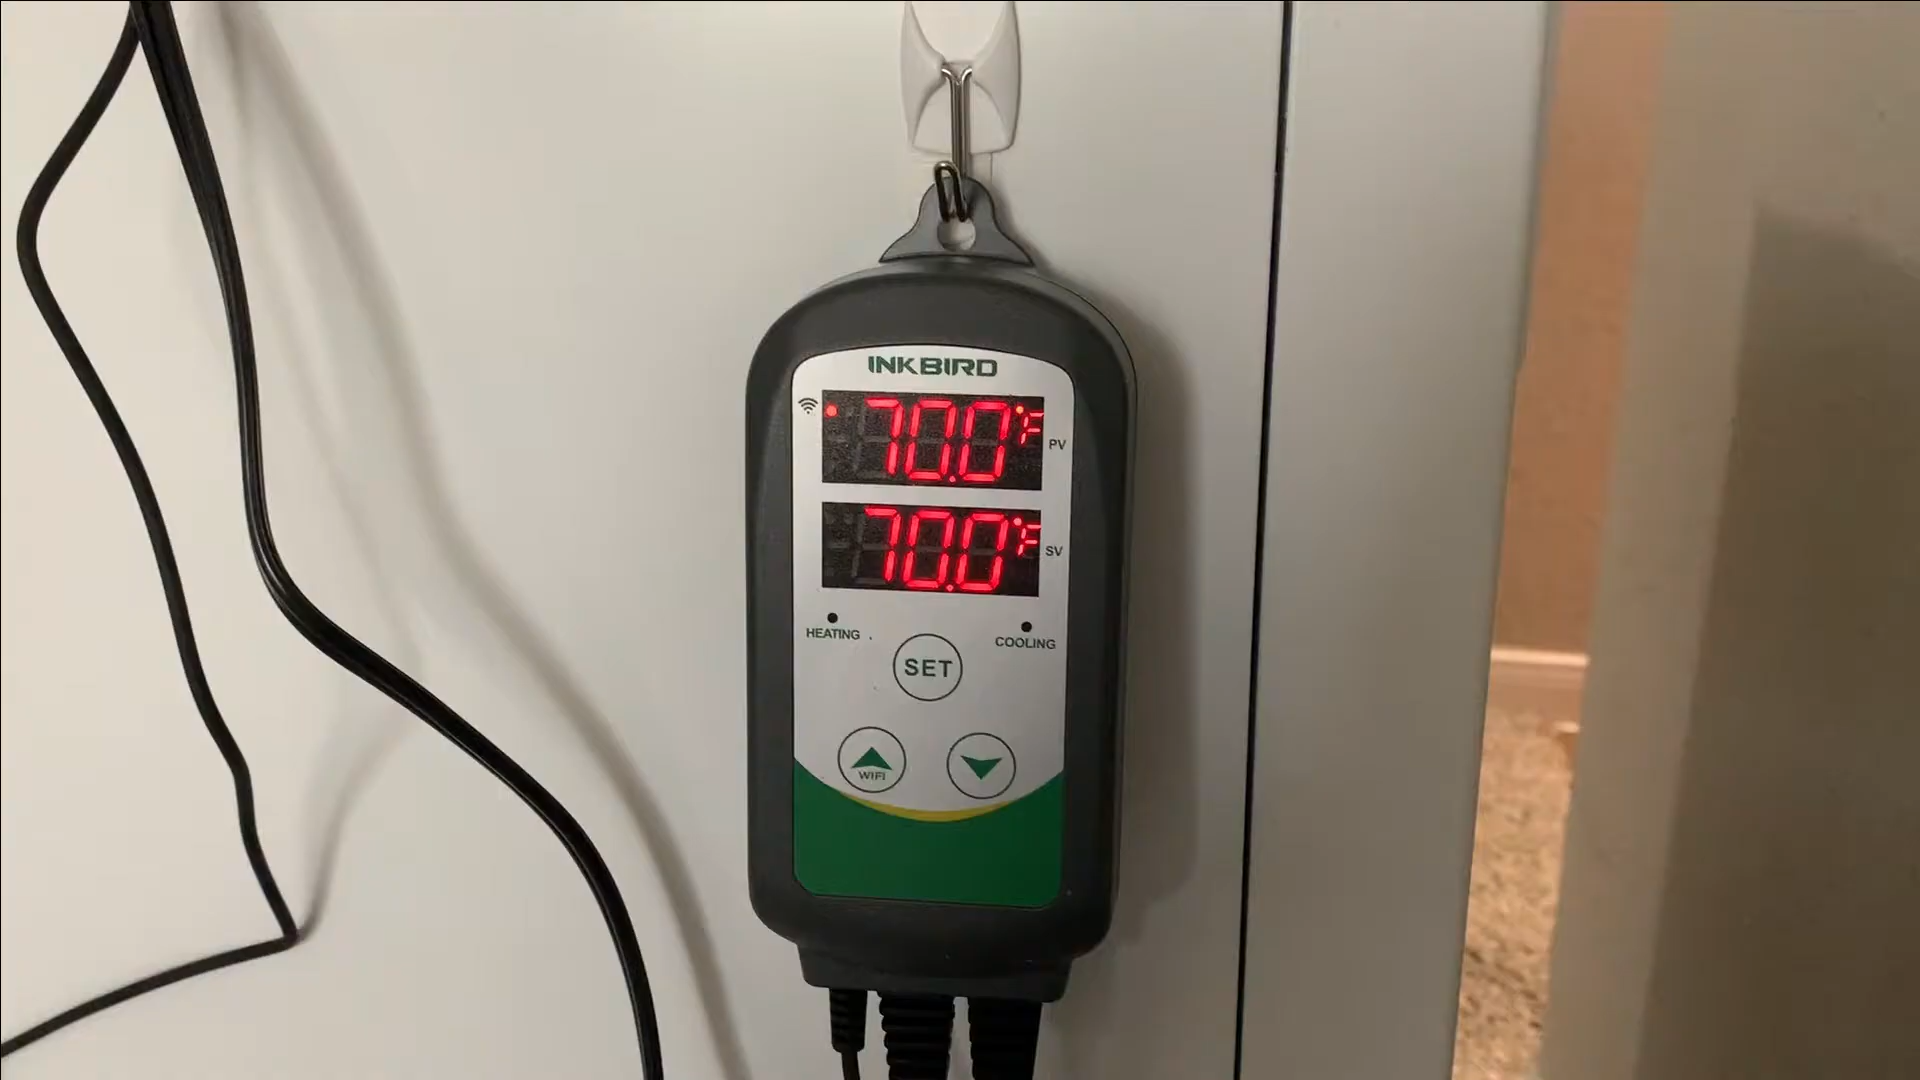 INKBIRD
70.0°F PV
70.0°F SV
HEATING COOLING
SET
WIFI